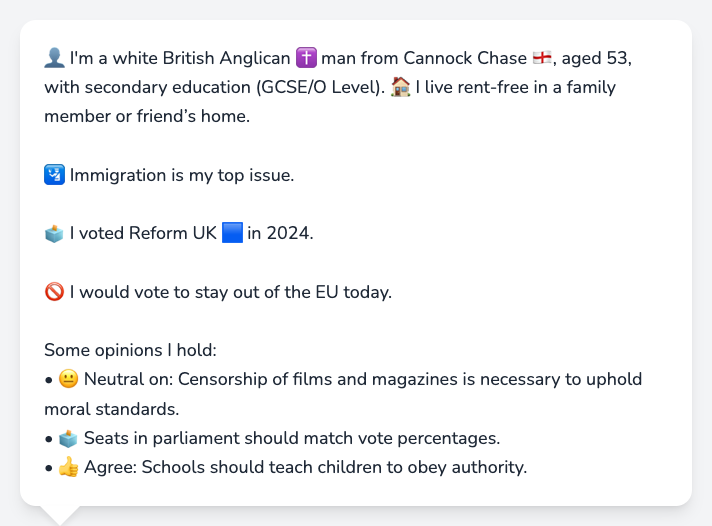 👤 I'm a white British Anglican ✝️ man from Cannock Chase 🏴󠁧󠁢󠁥󠁮󠁧󠁿, aged 53,
with secondary education (GCSE/O Level). 🏠 I live rent-free in a family
member or friend’s home.
🛂 Immigration is my top issue.
🗳️ I voted Reform UK 🟦 in 2024.
🚫 I would vote to stay out of the EU today.
Some opinions I hold:
• 😐 Neutral on: Censorship of films and magazines is necessary to uphold
moral standards.
• 🗳️ Seats in parliament should match vote percentages.
• 👍 Agree: Schools should teach children to obey authority.